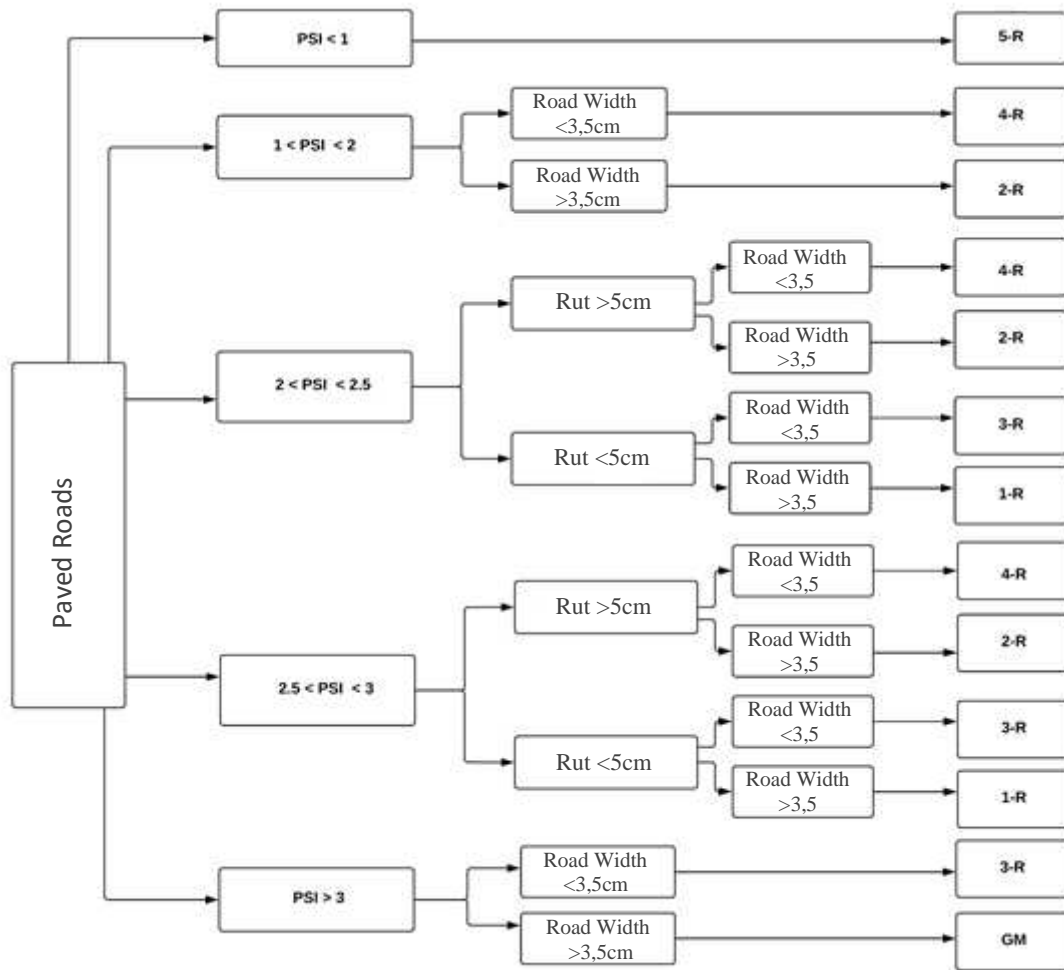 Paved Roads
PSI < 1
5-R
1 < PSI < 2
Road Width
<3,5cm
4-R
Road Width
>3,5cm
2-R
2 < PSI < 2.5
Rut >5cm
Road Width
<3,5
4-R
Road Width
>3,5
2-R
Rut <5cm
Road Width
<3,5
3-R
Road Width
>3,5
1-R
2.5 < PSI < 3
Rut >5cm
Road Width
<3,5
4-R
Road Width
>3,5
2-R
Rut <5cm
Road Width
<3,5
3-R
Road Width
>3,5
1-R
PSI > 3
Road Width
<3,5cm
3-R
Road Width
>3,5cm
GM